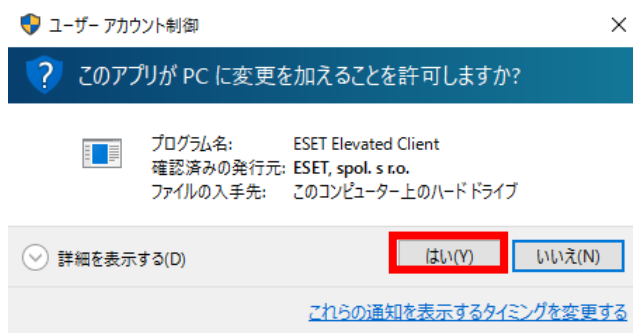 ユーザー アカウント制御
このアプリが PC に変更を加えることを許可しますか?
プログラム名: ESET Elevated Client
確認済みの発行元: ESET, spol. s r.o.
ファイルの入手先: このコンピューター上のハード ドライブ
詳細を表示する(D)
はい(Y)
いいえ(N)
これらの通知を表示するタイミングを変更する